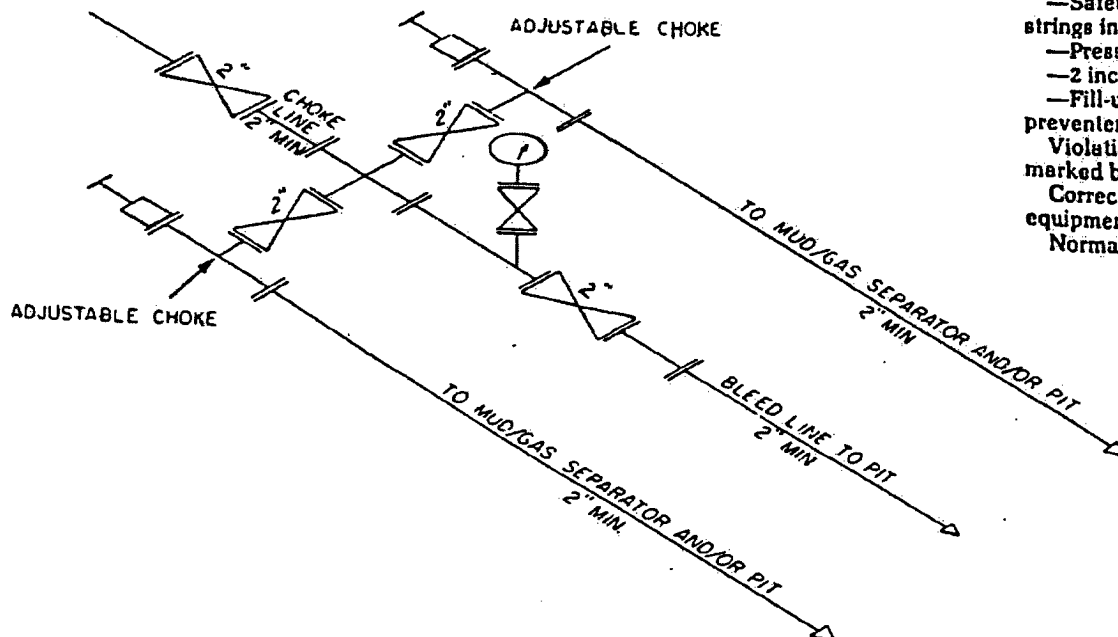 ADJUSTABLE CHOKE
2"
CHOKE
LINE
2" MIN
2"
2"
ADJUSTABLE CHOKE
2"
TO MUD/GAS SEPARATOR AND/OR PIT
2" MIN
BLEED LINE TO PIT
2" MIN
TO MUD/GAS SEPARATOR AND/OR PIT
2" MIN.
strings in
—2 inc
marked b
Correc
equipmen
Norma
—Safet
—Press
—Fill-u
preventer
Violati